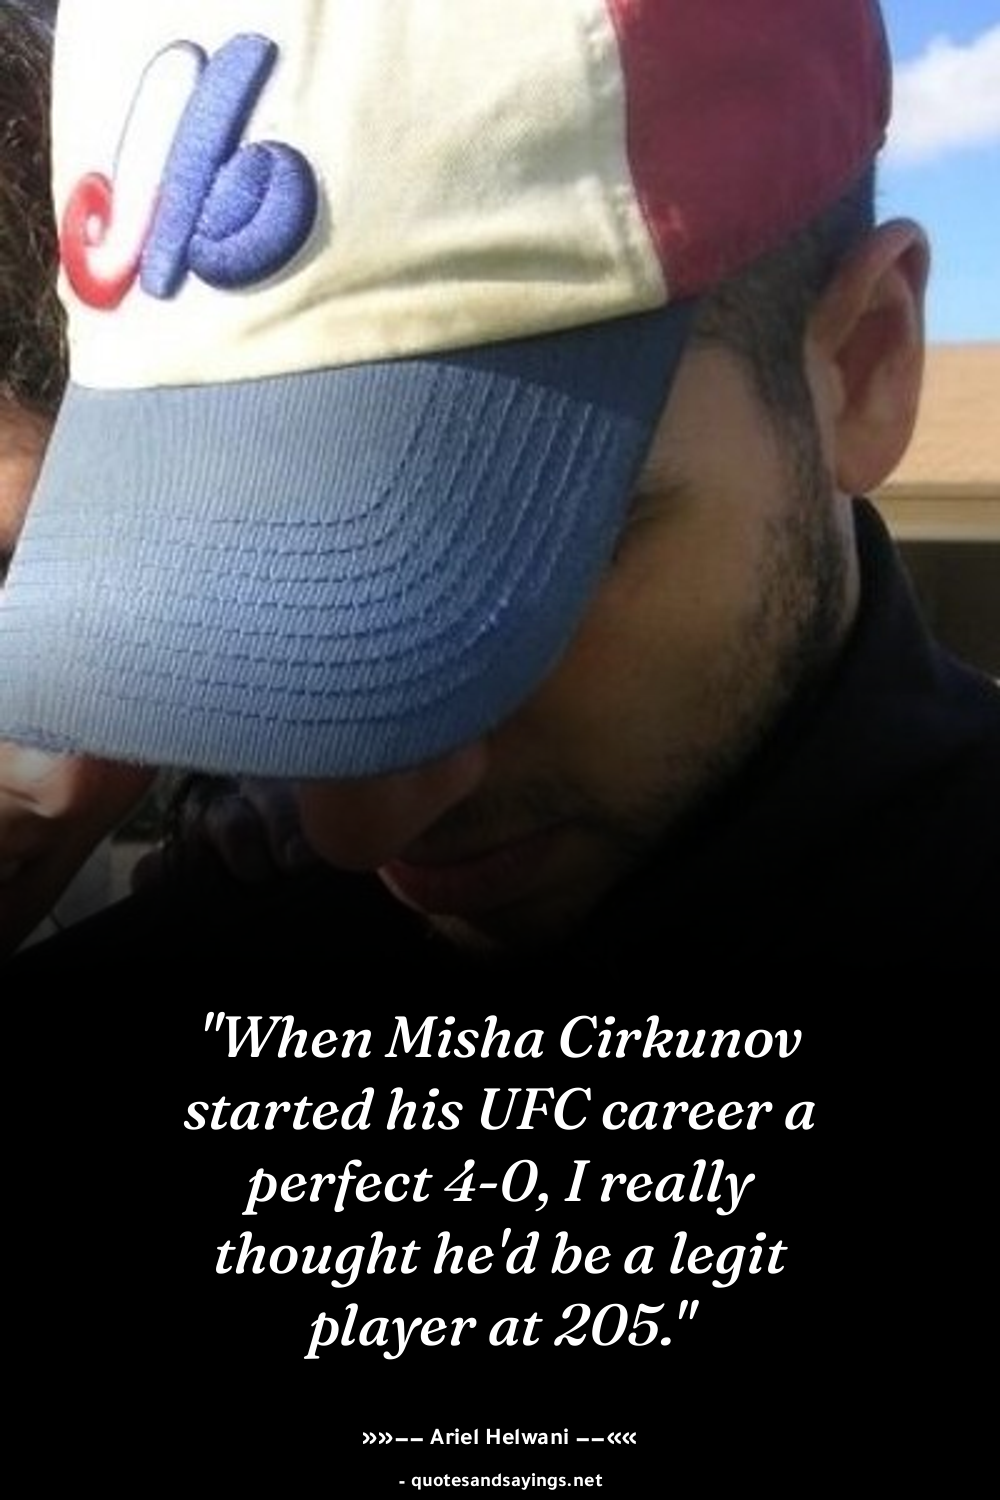 "When Misha Cirkunov
started his UFC career a
perfect 4-0, I really
thought he'd be a legit
player at 205."
»»−− Ariel Helwani −−««
- quotesandsayings.net